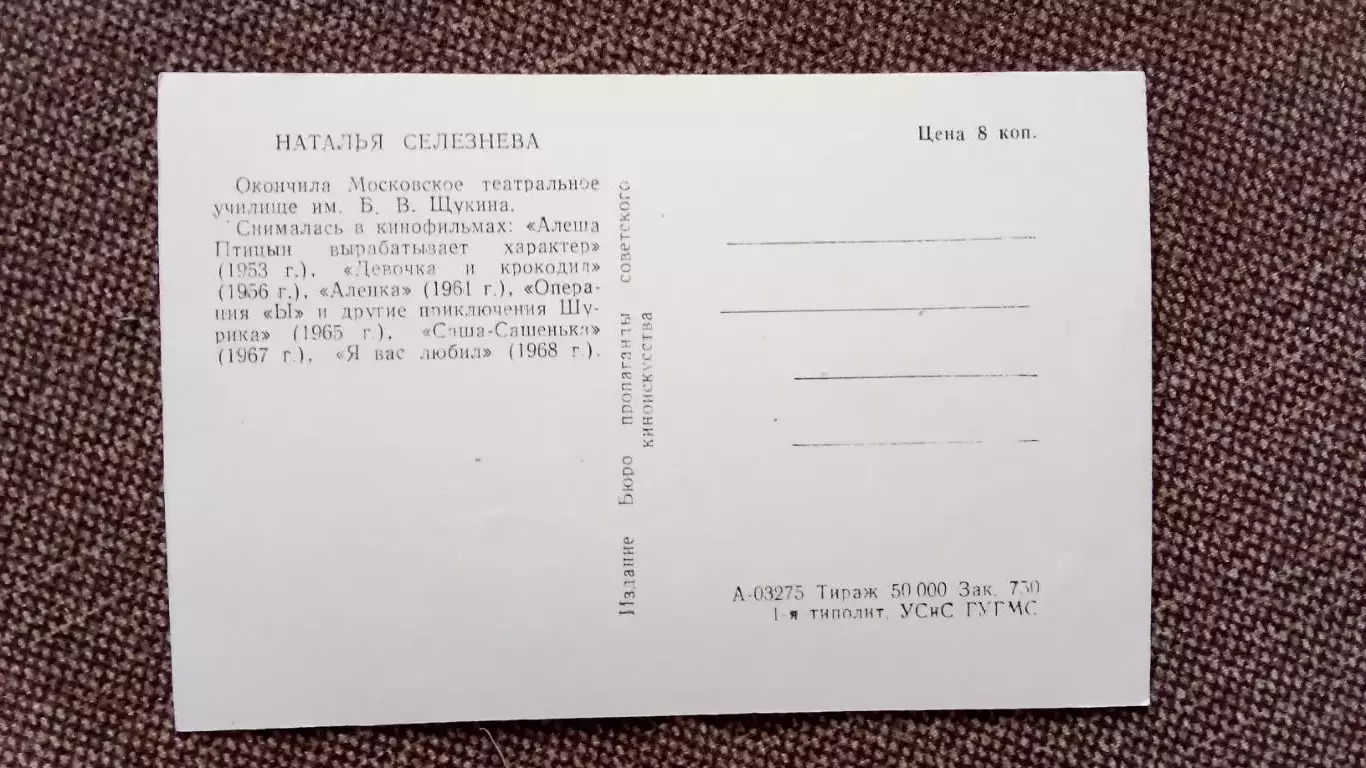 НАТАЛЬЯ СЕЛЕЗНЕВА
Окончила Московское театральное
училище им. Б. В. Щукина.
Снималась в кинофильмах: «Алеша
Птицын вырабатывает характер»
(1953 г.), «Девочка и крокодил»
(1956 г.), «Аленка» (1961 г.), «Опера-
ция «Ы» и другие приключения Шу-
рика» (1965 г.), «Саша-Сашенька»
(1967 г.), «Я вас любил» (1968 г.).
Издание Бюро пропаганды советского
киноискусства
Цена 8 коп.
А-03275 Тираж 50 000 Зак. 730
1-я типолит. УСиС ГУГМС